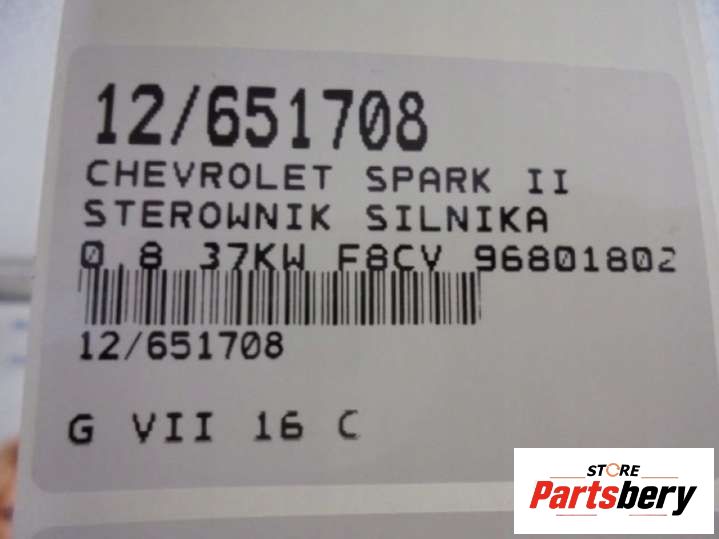 12/651708
CHEVROLET SPARK II
STEROWNIK SILNIKA
0.8 37KW F8CV 96801802
12/651708
G VII 16 C
STORE
Partsbery